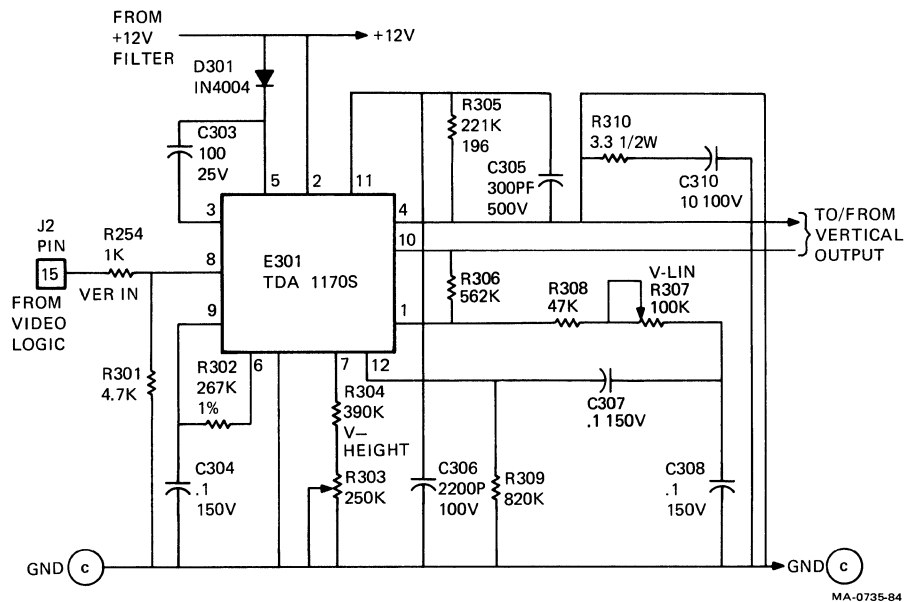 FROM
+12V
FILTER
+12V
D301
IN4004
C303
100
25V
R305
221K
196
C305
300PF
500V
R310
3.3 1/2W
C310
10 100V
5
2
11
3
4
10
8
9
1
6
7
12
J2
PIN
15
FROM
VIDEO
LOGIC
R254
1K
VER IN
E301
TDA 1170S
TO/FROM
VERTICAL
OUTPUT
R306
562K
R308
47K
V-LIN
R307
100K
R301
4.7K
R302
267K
1%
R304
390K
V–
HEIGHT
R303
250K
C307
.1 150V
C304
.1
150V
C306
2200P
100V
R309
820K
C308
.1
150V
GND C
GND C
MA-0735-84